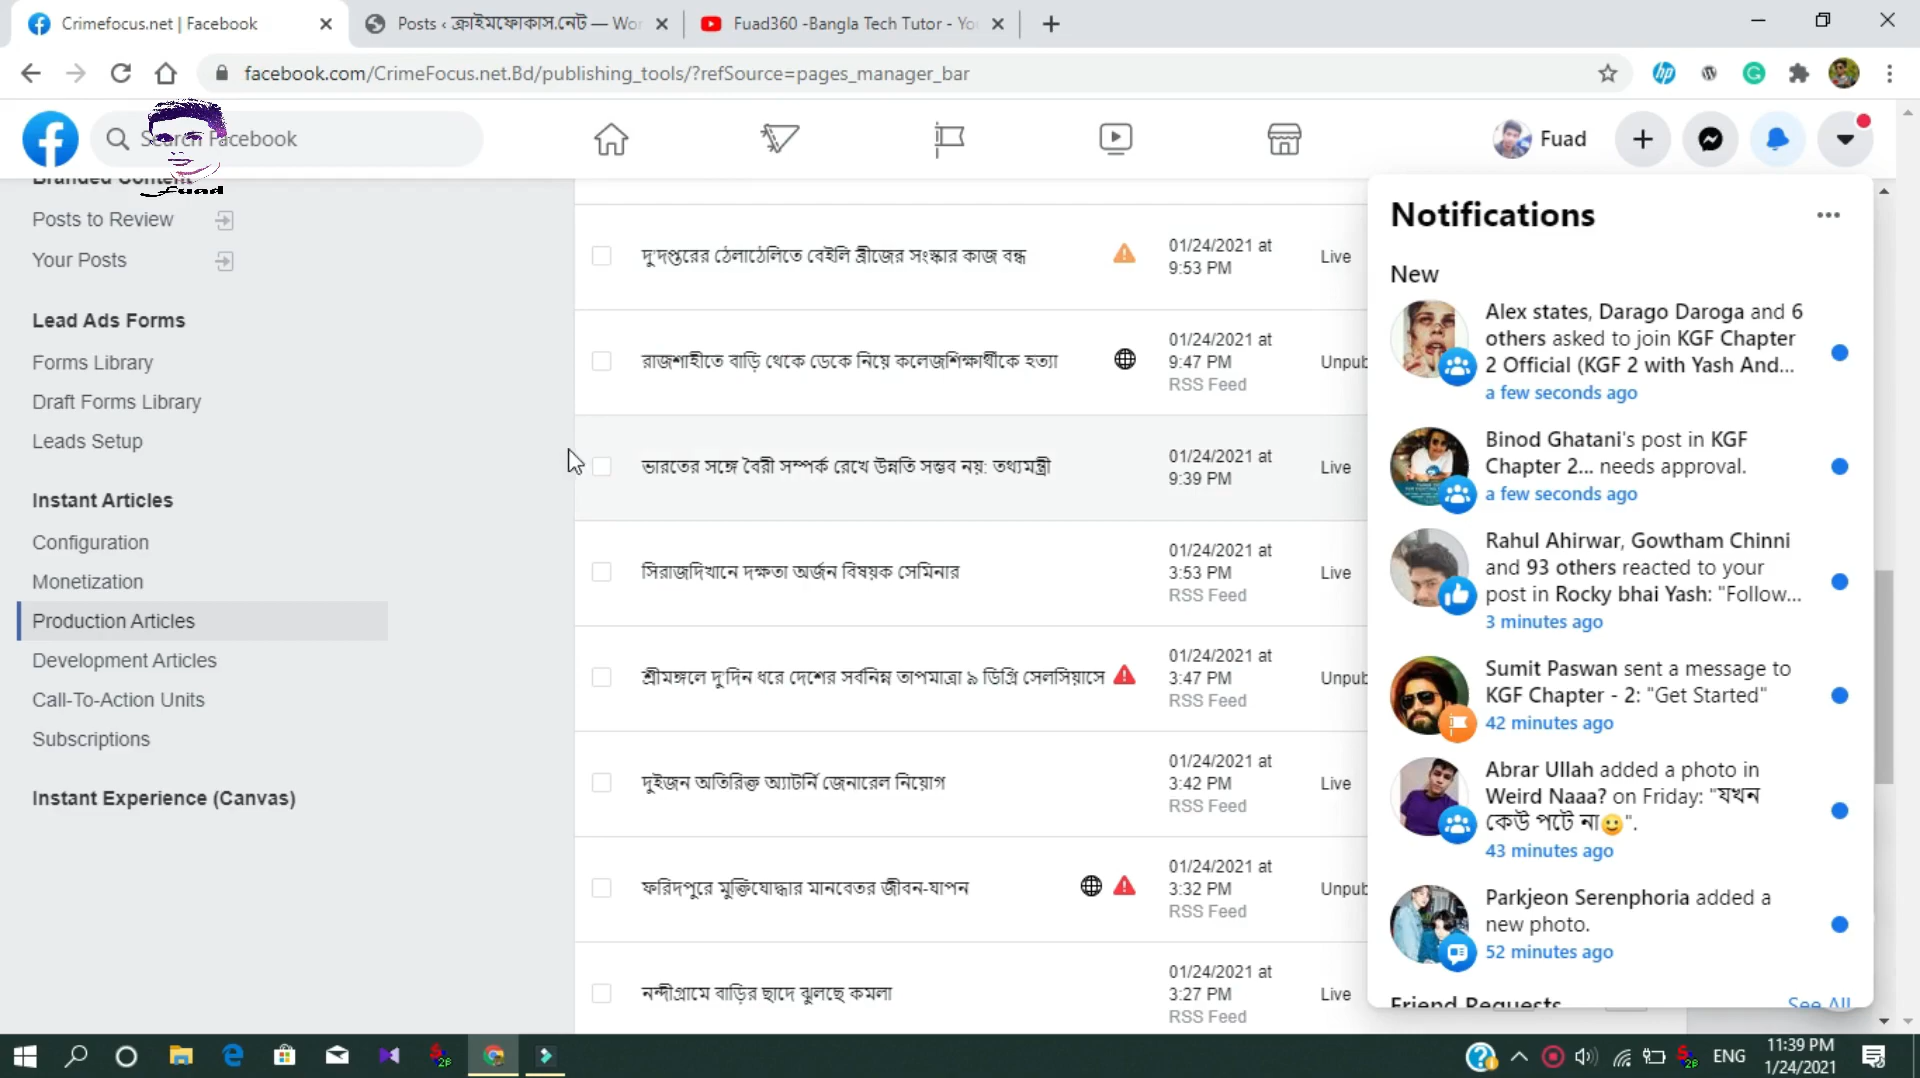 Crimefocus.net | Facebook
Posts ‹ ক্রাইমফোকাস.নেট — Wor
Fuad360 -Bangla Tech Tutor - Yo
facebook.com/CrimeFocus.net.Bd/publishing_tools/?refSource=pages_manager_bar
Search Facebook
Fuad
Fuad
Branded Content
Posts to Review
Your Posts
Lead Ads Forms
Forms Library
Draft Forms Library
Leads Setup
Instant Articles
Configuration
Monetization
Production Articles
Development Articles
Call-To-Action Units
Subscriptions
Instant Experience (Canvas)
দু'দপ্তরের ঠেলাঠেলিতে বেইলি ব্রীজের সংস্কার কাজ বন্ধ
01/24/2021 at
9:53 PM
Live
রাজশাহীতে বাড়ি থেকে ডেকে নিয়ে কলেজশিক্ষার্থীকে হত্যা
01/24/2021 at
9:47 PM
RSS Feed
Unpub
ভারতের সঙ্গে বৈরী সম্পর্ক রেখে উন্নতি সম্ভব নয়: তথ্যমন্ত্রী
01/24/2021 at
9:39 PM
Live
সিরাজদিখানে দক্ষতা অর্জন বিষয়ক সেমিনার
01/24/2021 at
3:53 PM
RSS Feed
Live
শ্রীমঙ্গলে দু'দিন ধরে দেশের সর্বনিম্ন তাপমাত্রা ৯ ডিগ্রি সেলসিয়াসে
01/24/2021 at
3:47 PM
RSS Feed
Unpub
দুইজন অতিরিক্ত অ্যাটর্নি জেনারেল নিয়োগ
01/24/2021 at
3:42 PM
RSS Feed
Live
ফরিদপুরে মুক্তিযোদ্ধার মানবেতর জীবন-যাপন
01/24/2021 at
3:32 PM
RSS Feed
Unpub
নন্দীগ্রামে বাড়ির ছাদে ঝুলছে কমলা
01/24/2021 at
3:27 PM
RSS Feed
Live
Notifications
New
Alex states, Darago Daroga and 6
others asked to join KGF Chapter
2 Official (KGF 2 with Yash And...
a few seconds ago
Binod Ghatani's post in KGF
Chapter 2... needs approval.
a few seconds ago
Rahul Ahirwar, Gowtham Chinni
and 93 others reacted to your
post in Rocky bhai Yash: "Follow...
3 minutes ago
Sumit Paswan sent a message to
KGF Chapter - 2: "Get Started"
42 minutes ago
Abrar Ullah added a photo in
Weird Naaa? on Friday: "যখন
কেউ পটে না🙂".
43 minutes ago
Parkjeon Serenphoria added a
new photo.
52 minutes ago
Friend Requests
See All
ENG
11:39 PM
1/24/2021